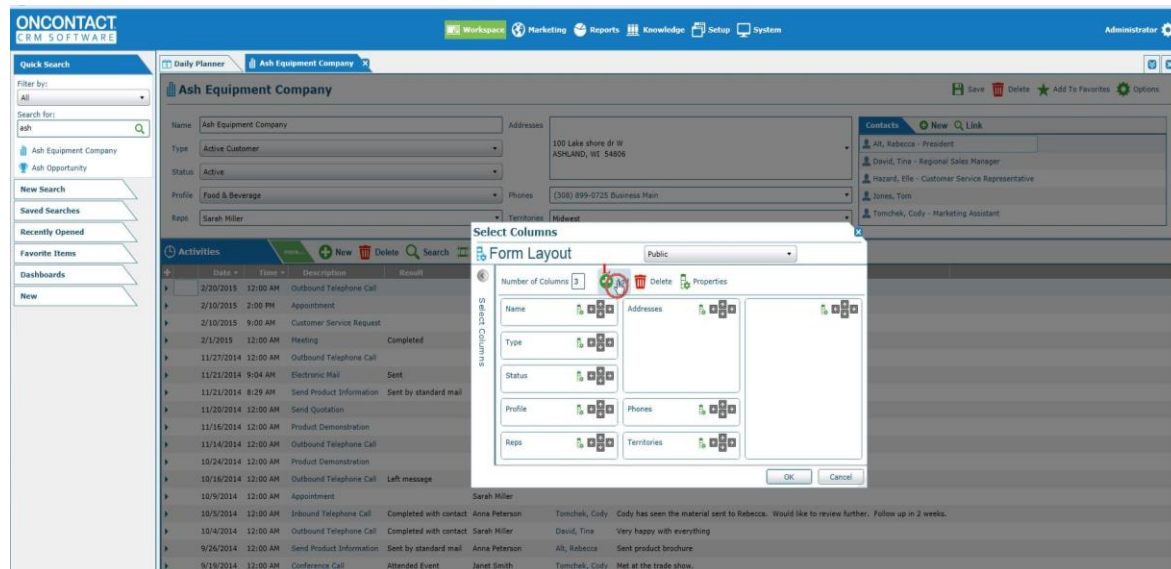 ONCONTACT
CRM SOFTWARE
Workspace Marketing Reports Knowledge Setup System
Administrator
Quick Search
Filter by:
All
Search for:
ash
Ash Equipment Company
Ash Opportunity
New Search
Saved Searches
Recently Opened
Favorite Items
Dashboards
New
Daily Planner Ash Equipment Company X
Ash Equipment Company
Save Delete Add To Favorites Options
Name Ash Equipment Company
Type Active Customer
Status Active
Profile Food & Beverage
Reps Sarah Miller
Addresses
100 Lake shore dr W
ASHLAND, WI 54806
Phones (308) 899-0725 Business Main
Territories Midwest
Contacts New Link
Alt, Rebecca - President
David, Tina - Regional Sales Manager
Hazard, Elle - Customer Service Representative
Jones, Tom
Tomchek, Cody - Marketing Assistant
Activities more... New Delete Search
Date Time Description Result
2/20/2015 12:00 AM Outbound Telephone Call
2/10/2015 2:00 PM Appointment
2/10/2015 9:00 AM Customer Service Request
2/1/2015 12:00 AM Meeting Completed
11/27/2014 12:00 AM Outbound Telephone Call
11/21/2014 9:04 AM Electronic Mail Sent
11/21/2014 8:29 AM Send Product Information Sent by standard mail
11/20/2014 12:00 AM Send Quotation
11/16/2014 12:00 AM Product Demonstration
11/14/2014 12:00 AM Outbound Telephone Call
10/24/2014 12:00 AM Product Demonstration
10/16/2014 12:00 AM Outbound Telephone Call Left message
10/9/2014 12:00 AM Appointment Sarah Miller
10/5/2014 12:00 AM Inbound Telephone Call Completed with contact Anna Peterson Tomchek, Cody Cody has seen the material sent to Rebecca. Would like to review further. Follow up in 2 weeks.
10/4/2014 12:00 AM Outbound Telephone Call Completed with contact Sarah Miller David, Tina Very happy with everything
9/26/2014 12:00 AM Send Product Information Sent by standard mail Anna Peterson Alt, Rebecca Sent product brochure
9/19/2014 12:00 AM Conference Call Attended Event Janet Smith Tomchek, Cody Met at the trade show.
Select Columns
Form Layout Public
Number of Columns 3 Delete Properties
Select Columns
Name Addresses
Type
Status
Profile Phones
Reps Territories
OK Cancel